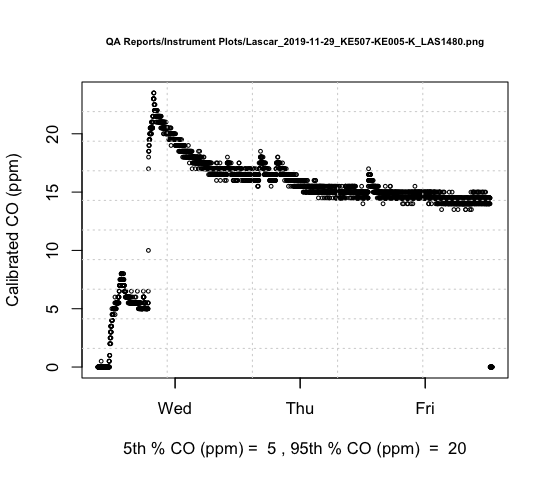 QA Reports/Instrument Plots/Lascar_2019-11-29_KE507-KE005-K_LAS1480.png
Calibrated CO (ppm)
20
15
10
5
0
Wed Thu Fri
5th % CO (ppm) = 5 , 95th % CO (ppm) = 20